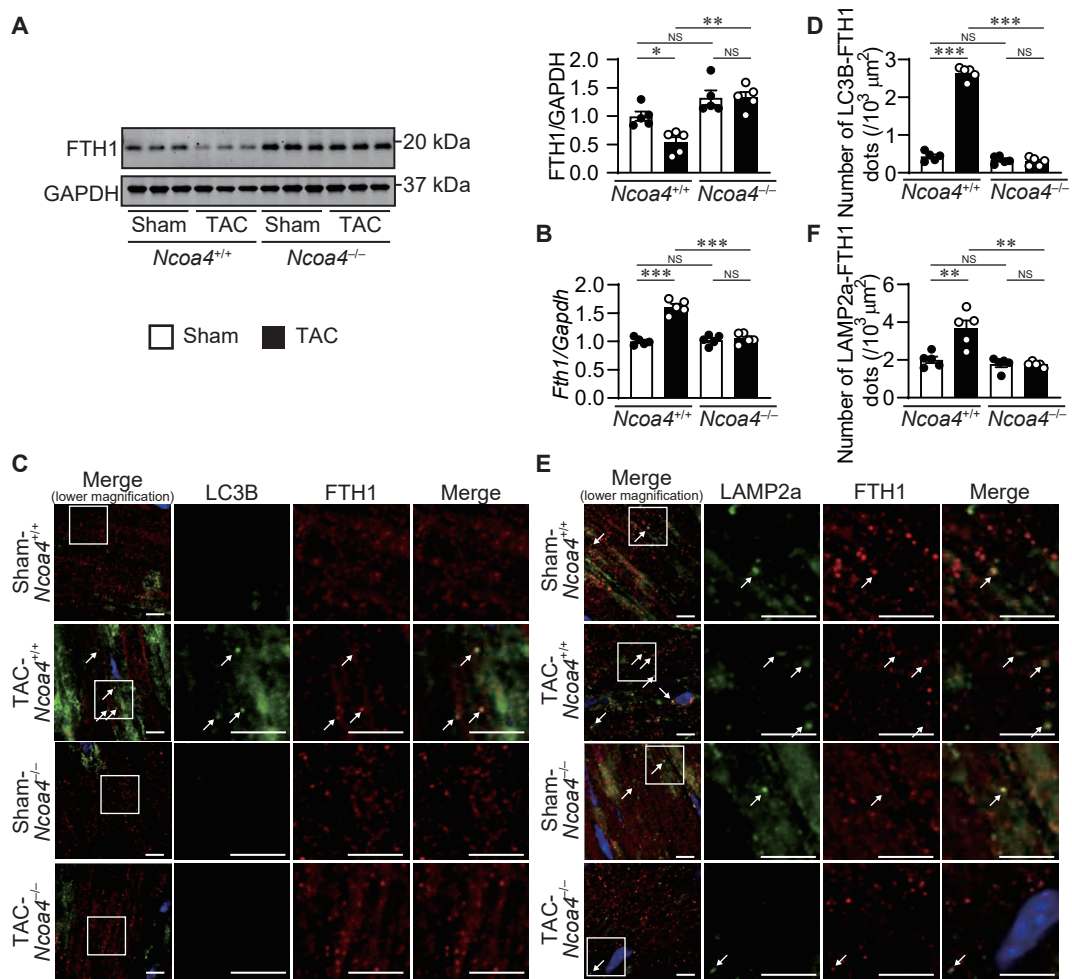 A
FTH1
20 kDa
GAPDH
37 kDa
Sham TAC Sham TAC
Ncoa4+/+ Ncoa4–/–
Sham TAC
FTH1/GAPDH
2.0
1.5
1.0
0.5
0
**
NS
* NS
Ncoa4+/+ Ncoa4–/–
B
Fth1/Gapdh
2.0
1.5
1.0
0.5
0
***
NS
*** NS
Ncoa4+/+ Ncoa4–/–
D
Number of LC3B-FTH1
dots (/10³ μm²)
3
2
1
0
***
NS
*** NS
Ncoa4+/+ Ncoa4–/–
F
Number of LAMP2a-FTH1
dots (/10³ μm²)
6
4
2
0
**
NS
** NS
Ncoa4+/+ Ncoa4–/–
C
Merge
(lower magnification)
LC3B FTH1 Merge
Sham-
Ncoa4+/+
TAC-
Ncoa4+/+
Sham-
Ncoa4–/–
TAC-
Ncoa4–/–
E
Merge
(lower magnification)
LAMP2a FTH1 Merge
Sham-
Ncoa4+/+
TAC-
Ncoa4+/+
Sham-
Ncoa4–/–
TAC-
Ncoa4–/–